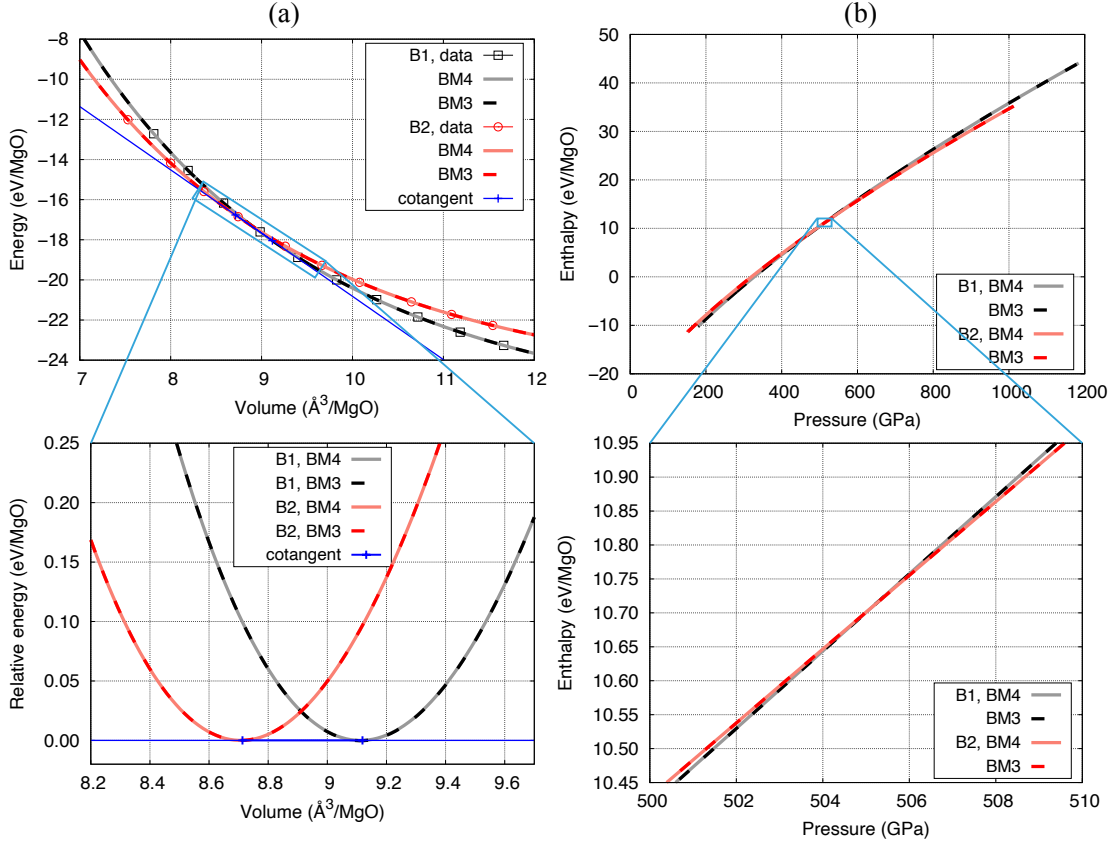 (a)
Energy (eV/MgO)
−8
−10
−12
−14
−16
−18
−20
−22
−24
7 8 9 10 11 12
Volume (Å³/MgO)
B1, data
BM4
BM3
B2, data
BM4
BM3
cotangent
(b)
Enthalpy (eV/MgO)
50
40
30
20
10
0
−10
−20
0 200 400 600 800 1000 1200
Pressure (GPa)
B1, BM4
BM3
B2, BM4
BM3
Relative energy (eV/MgO)
0.25
0.20
0.15
0.10
0.05
0.00
8.2 8.4 8.6 8.8 9 9.2 9.4 9.6
Volume (Å³/MgO)
B1, BM4
B1, BM3
B2, BM4
B2, BM3
cotangent
Enthalpy (eV/MgO)
10.95
10.90
10.85
10.80
10.75
10.70
10.65
10.60
10.55
10.50
10.45
500 502 504 506 508 510
Pressure (GPa)
B1, BM4
BM3
B2, BM4
BM3